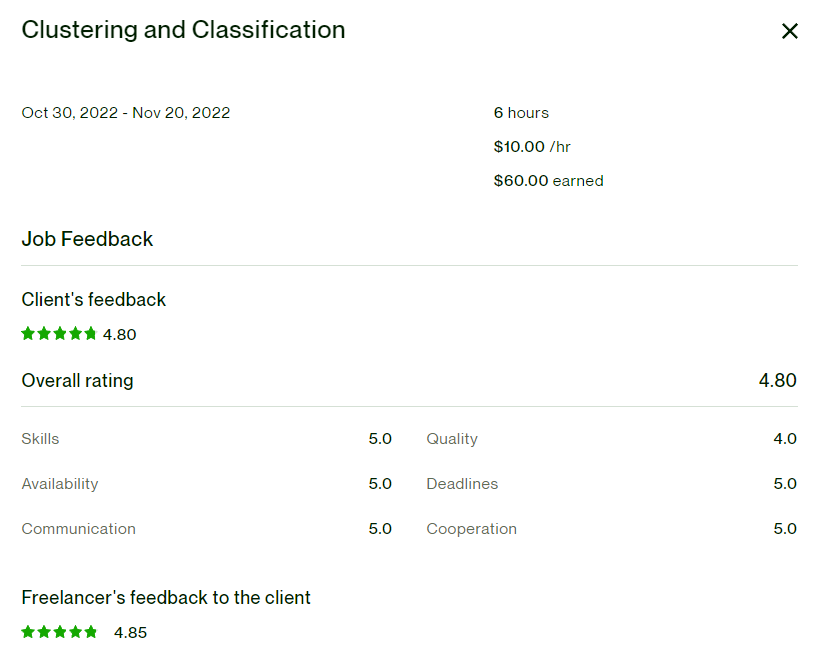 Clustering and Classification
Oct 30, 2022 - Nov 20, 2022
6 hours
$10.00 /hr
$60.00 earned
Job Feedback
Client's feedback
4.80
Overall rating 4.80
Skills 5.0 Quality 4.0
Availability 5.0 Deadlines 5.0
Communication 5.0 Cooperation 5.0
Freelancer's feedback to the client
4.85